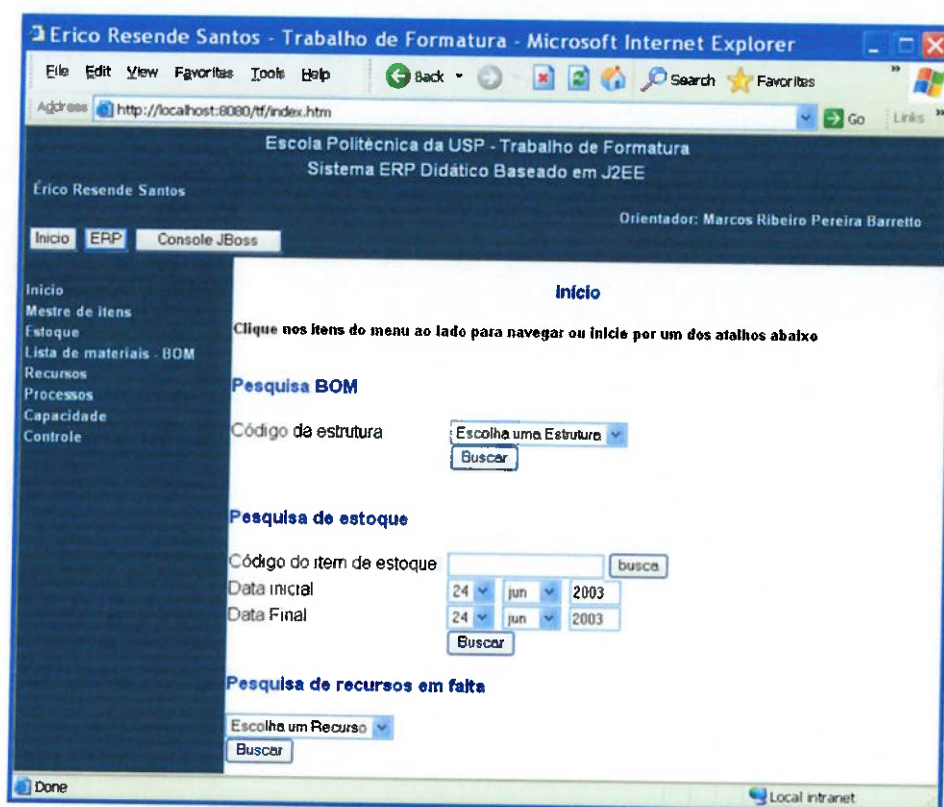 Erico Resende Santos - Trabalho de Formatura - Microsoft Internet Explorer
File Edit View Favorites Tools Help Back Search Favorites »
Address http://localhost:8080/tf/index.htm Go Links »
Escola Politécnica da USP - Trabalho de Formatura
Sistema ERP Didático Baseado em J2EE
Érico Resende Santos
Orientador: Marcos Ribeiro Pereira Barretto
Inicio ERP Console JBoss
Inicio
Mestre de itens
Estoque
Lista de materiais - BOM
Recursos
Processos
Capacidade
Controle
Início
Clique nos itens do menu ao lado para navegar ou inicie por um dos atalhos abaixo
Pesquisa BOM
Código da estrutura Escolha uma Estrutura
Buscar
Pesquisa de estoque
Código do item de estoque busca
Data inicial 24 jun 2003
Data Final 24 jun 2003
Buscar
Pesquisa de recursos em falta
Escolha um Recurso
Buscar
Done Local intranet